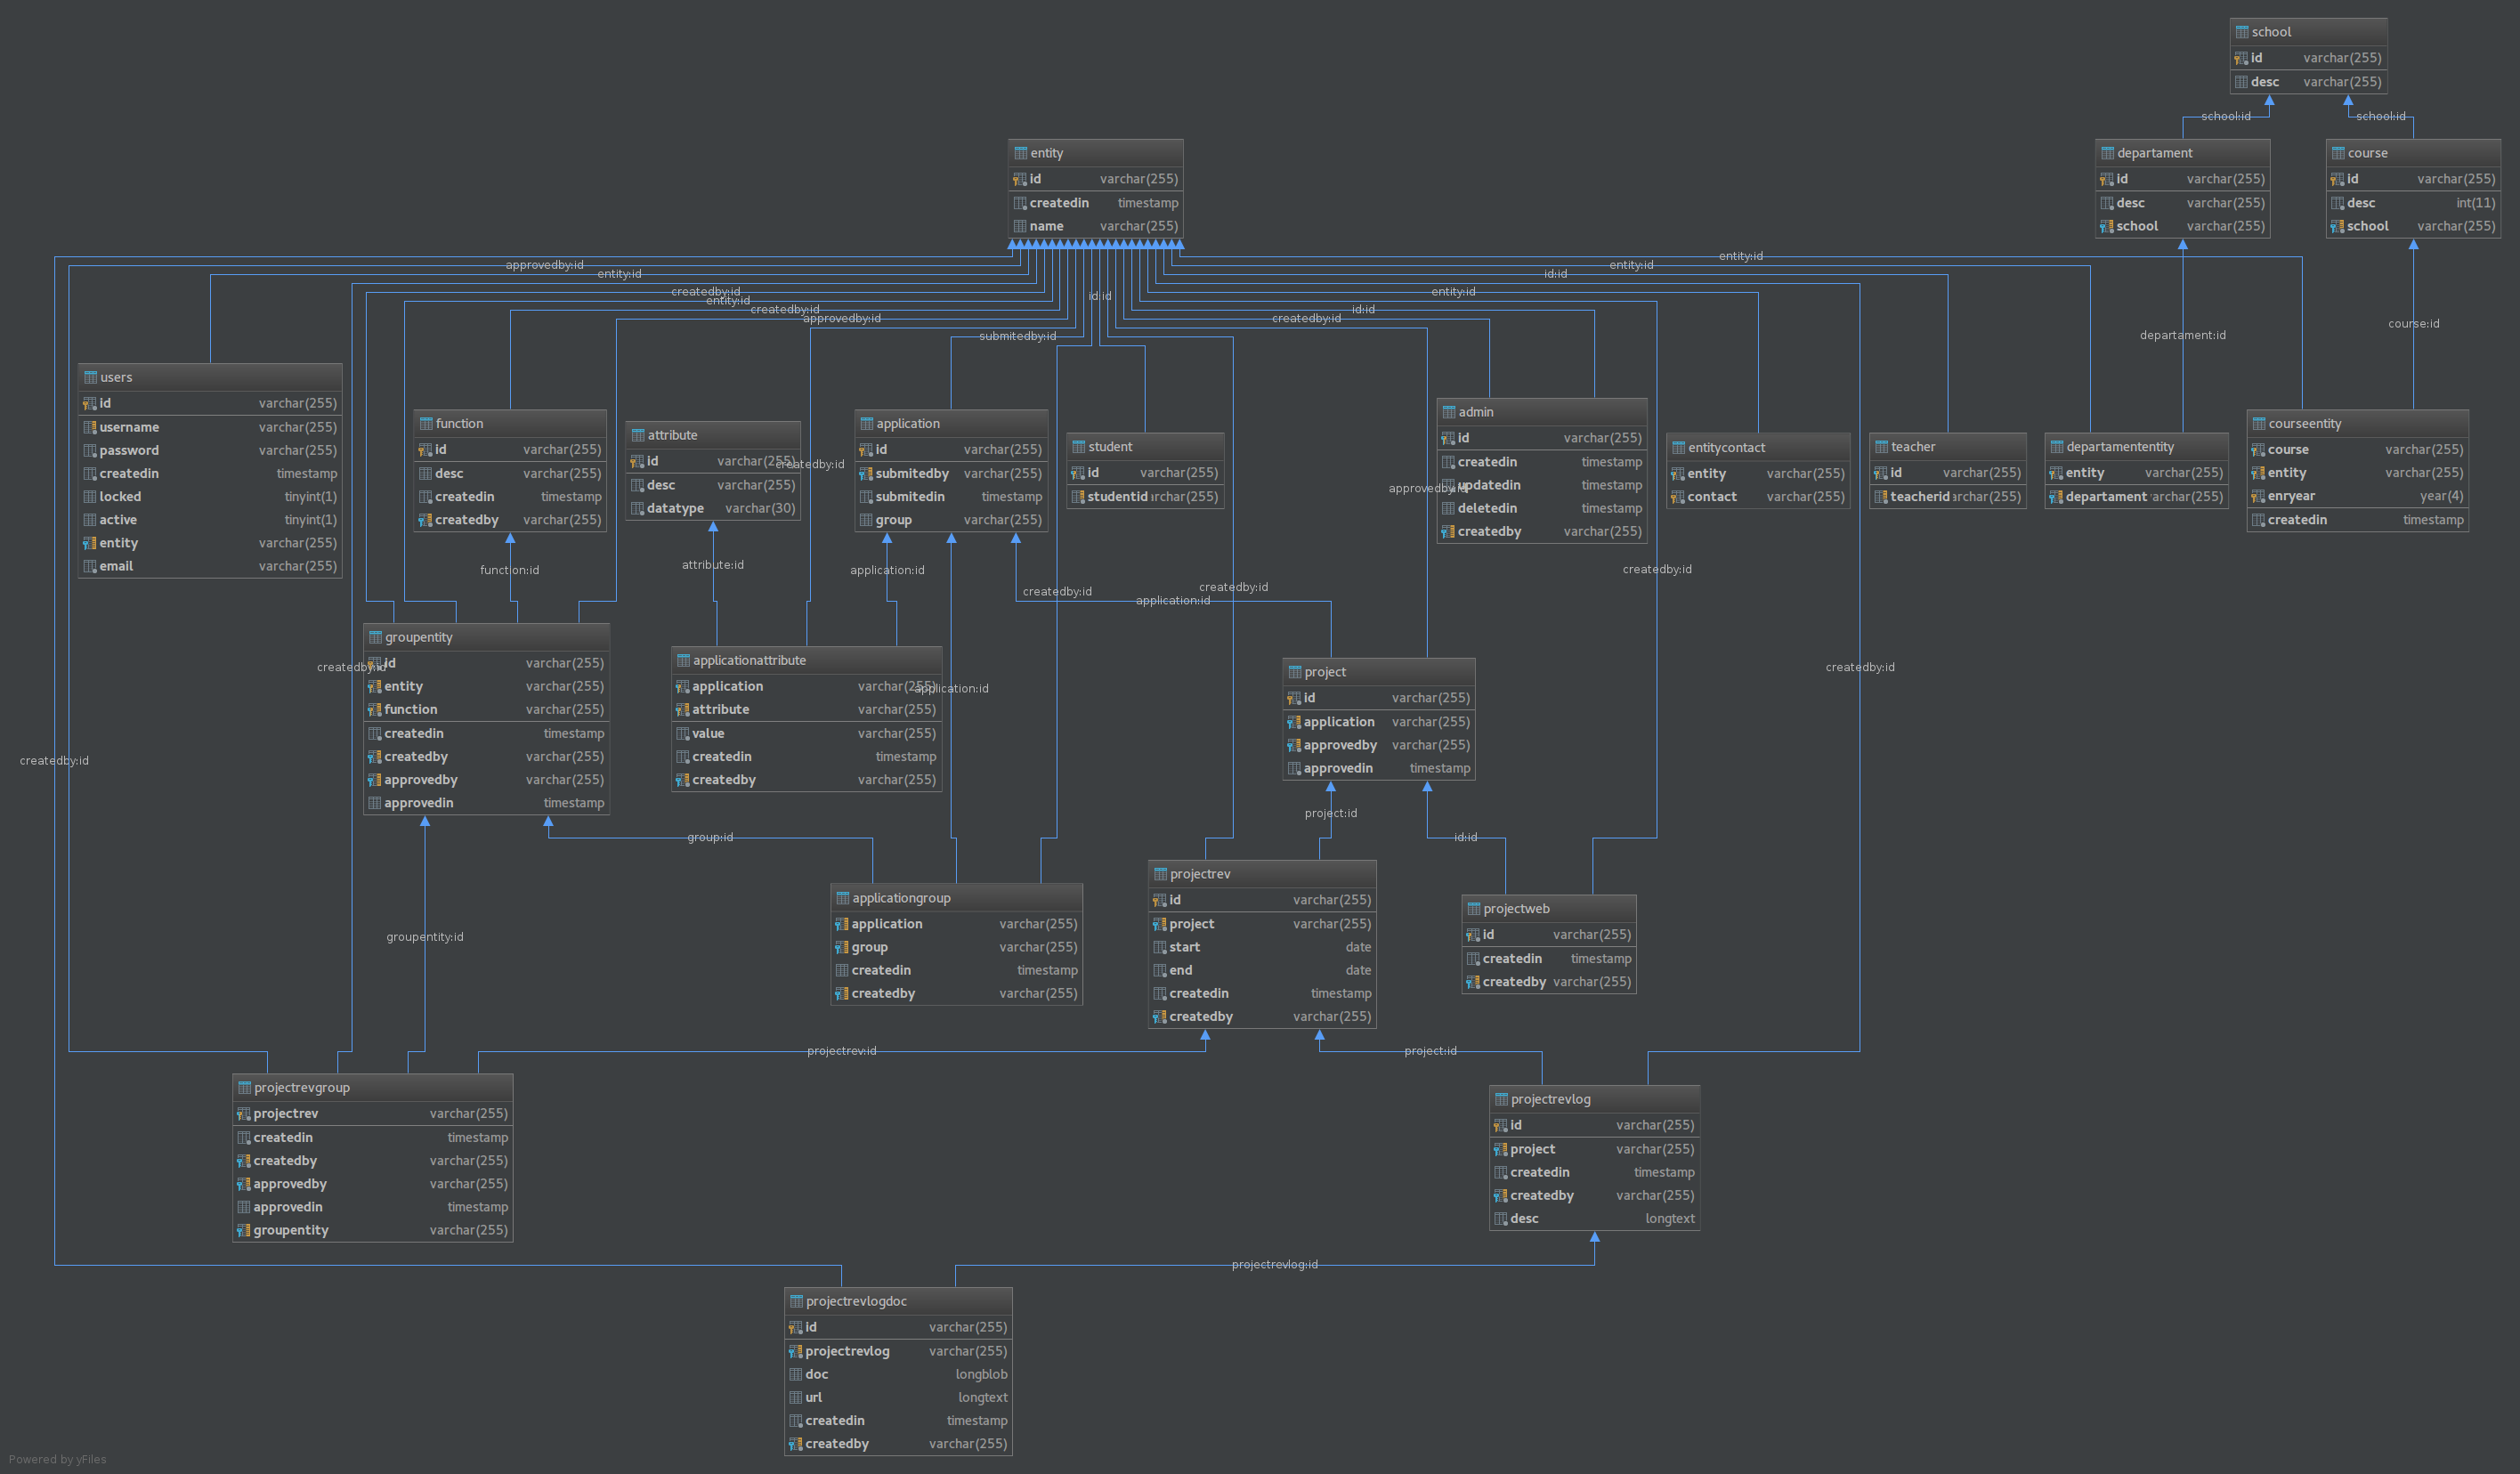 school
id varchar(255)
desc varchar(255)
school:id
school:id
entity
id varchar(255)
createdin timestamp
name varchar(255)
departament
id varchar(255)
desc varchar(255)
school varchar(255)
course
id varchar(255)
desc int(11)
school varchar(255)
approvedby:id
entity:id
createdby:id
entity:id
createdby:id
approvedby:id
submitedby:id
id:id
createdby:id
id:id
entity:id
id:id
entity:id
entity:id
departament:id
course:id
users
id varchar(255)
username varchar(255)
password varchar(255)
createdin timestamp
locked tinyint(1)
active tinyint(1)
entity varchar(255)
email varchar(255)
function
id varchar(255)
desc varchar(255)
createdin timestamp
createdby varchar(255)
attribute
id varchar(255)
desc varchar(255)
datatype varchar(30)
createdby:id
application
id varchar(255)
submitedby varchar(255)
submitedin timestamp
group varchar(255)
student
id varchar(255)
studentid varchar(255)
approvedby:id
admin
id varchar(255)
createdin timestamp
updatedin timestamp
deletedin timestamp
createdby varchar(255)
entitycontact
entity varchar(255)
contact varchar(255)
teacher
id varchar(255)
teacherid varchar(255)
departamententity
entity varchar(255)
departament varchar(255)
courseentity
course varchar(255)
entity varchar(255)
enryear year(4)
createdin timestamp
function:id
attribute:id
application:id
createdby:id
application:id
createdby:id
createdby:id
createdby:id
createdby:id
groupentity
id varchar(255)
entity varchar(255)
function varchar(255)
createdin timestamp
createdby varchar(255)
approvedby varchar(255)
approvedin timestamp
applicationattribute
application varchar(255)
attribute varchar(255)
value varchar(255)
createdin timestamp
createdby varchar(255)
application:id
project
id varchar(255)
application varchar(255)
approvedby varchar(255)
approvedin timestamp
createdby:id
group:id
project:id
id:id
groupentity:id
applicationgroup
application varchar(255)
group varchar(255)
createdin timestamp
createdby varchar(255)
projectrev
id varchar(255)
project varchar(255)
start date
end date
createdin timestamp
createdby varchar(255)
projectweb
id varchar(255)
createdin timestamp
createdby varchar(255)
projectrev:id
project:id
projectrevgroup
projectrev varchar(255)
createdin timestamp
createdby varchar(255)
approvedby varchar(255)
approvedin timestamp
groupentity varchar(255)
projectrevlog
id varchar(255)
project varchar(255)
createdin timestamp
createdby varchar(255)
desc longtext
projectrevlog:id
projectrevlogdoc
id varchar(255)
projectrevlog varchar(255)
doc longblob
url longtext
createdin timestamp
createdby varchar(255)
Powered by yFiles